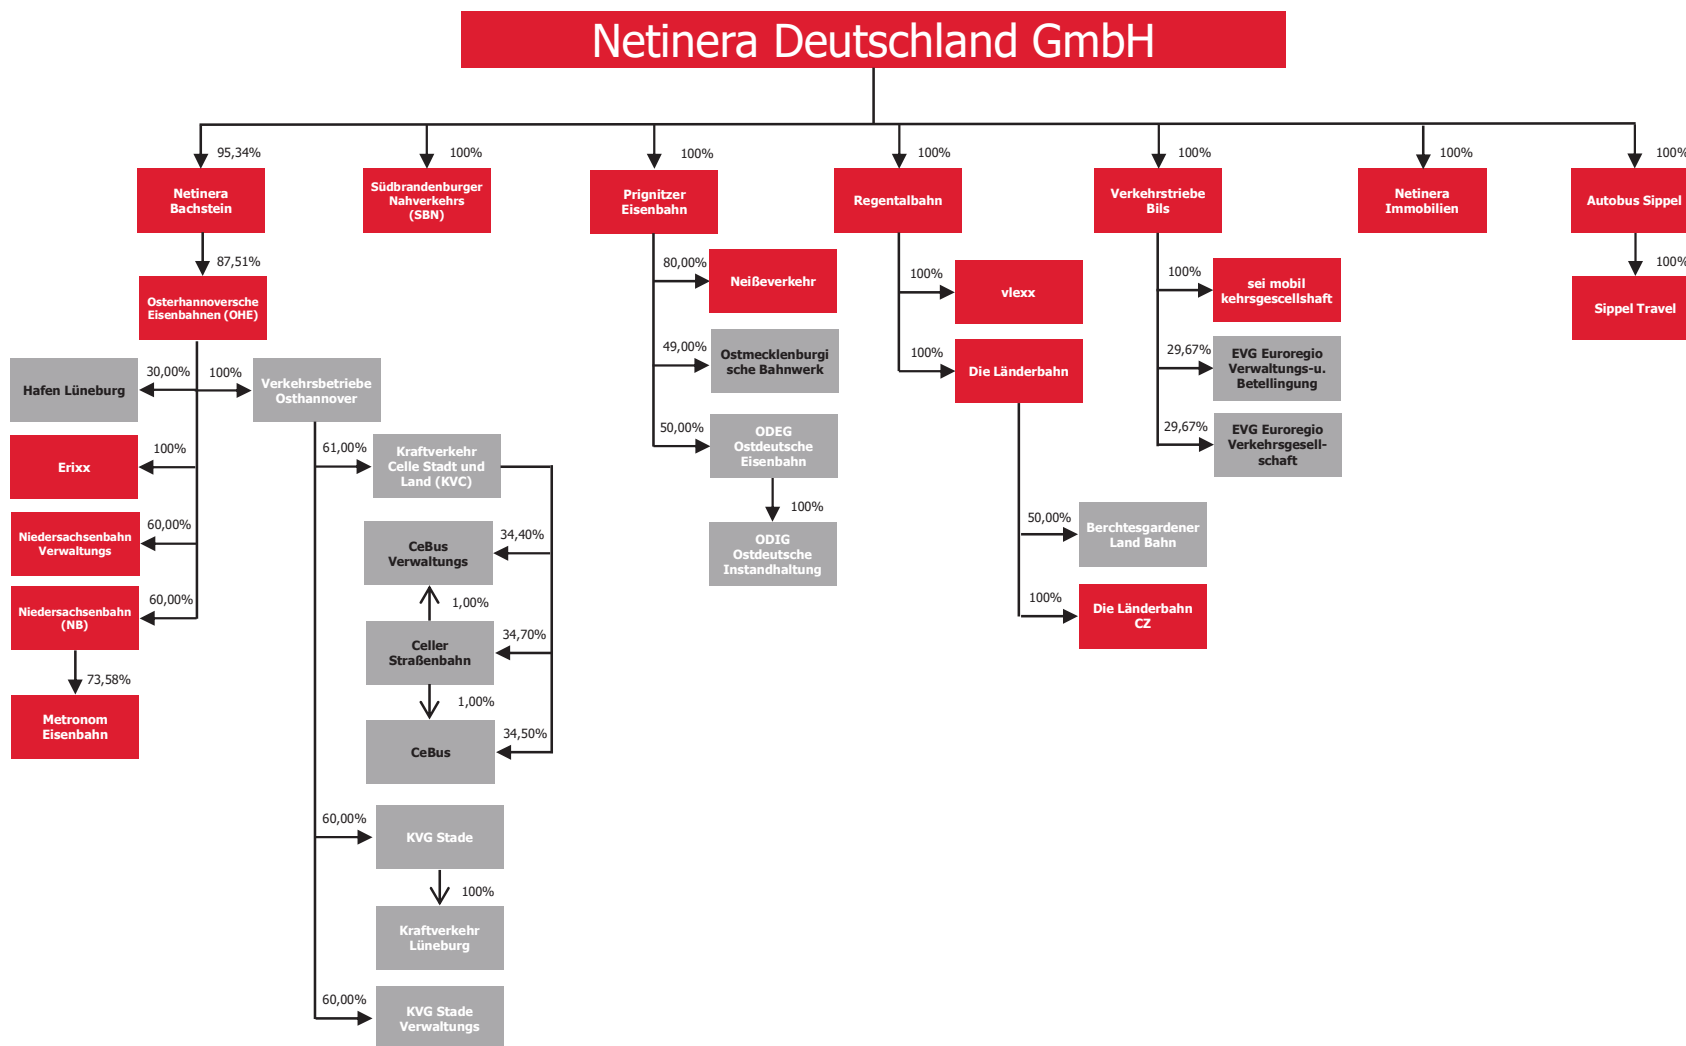 Netinera Deutschland GmbH
95,34%
100%
100%
100%
100%
100%
100%
Netinera
Bachstein
Südbrandenburger
Nahverkehrs
(SBN)
Prignitzer
Eisenbahn
Regentalbahn
Verkehrstriebe
Bils
Netinera
Immobilien
Autobus Sippel
87,51%
Osterhannoversche
Eisenbahnen (OHE)
30,00%
Hafen Lüneburg
100%
Verkehrsbetriebe
Osthannover
100%
Erixx
60,00%
Niedersachsenbahn
Verwaltungs
60,00%
Niedersachsenbahn
(NB)
73,58%
Metronom
Eisenbahn
61,00%
Kraftverkehr
Celle Stadt und
Land (KVC)
34,40%
CeBus
Verwaltungs
1,00%
34,70%
Celler
Straßenbahn
1,00%
34,50%
CeBus
60,00%
KVG Stade
100%
Kraftverkehr
Lüneburg
60,00%
KVG Stade
Verwaltungs
80,00%
Neißeverkehr
49,00%
Ostmecklenburgi
sche Bahnwerk
50,00%
ODEG
Ostdeutsche
Eisenbahn
100%
ODIG
Ostdeutsche
Instandhaltung
100%
vlexx
100%
Die Länderbahn
50,00%
Berchtesgardener
Land Bahn
100%
Die Länderbahn
CZ
100%
sei mobil
kehrsgescellshaft
29,67%
EVG Euroregio
Verwaltungs-u.
Betellingung
29,67%
EVG Euroregio
Verkehrsgesell-
schaft
100%
Sippel Travel